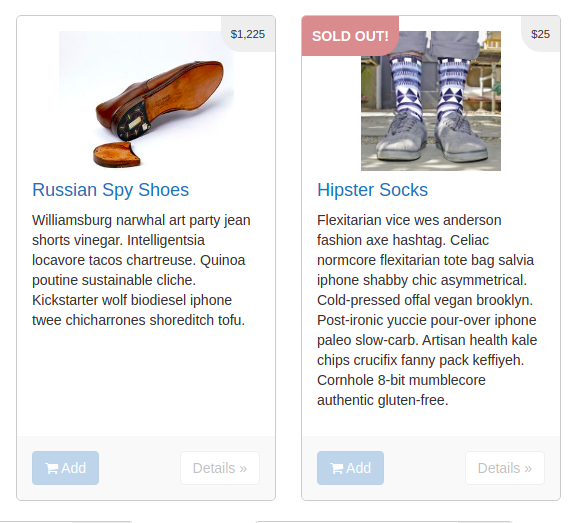 $1,225
Russian Spy Shoes
Williamsburg narwhal art party jean
shorts vinegar. Intelligentsia
locavore tacos chartreuse. Quinoa
poutine sustainable cliche.
Kickstarter wolf biodiesel iphone
twee chicharrones shoreditch tofu.
Add
Details »
SOLD OUT!
$25
Hipster Socks
Flexitarian vice wes anderson
fashion axe hashtag. Celiac
normcore flexitarian tote bag salvia
iphone shabby chic asymmetrical.
Cold-pressed offal vegan brooklyn.
Post-ironic yuccie pour-over iphone
paleo slow-carb. Artisan health kale
chips crucifix fanny pack keffiyeh.
Cornhole 8-bit mumblecore
authentic gluten-free.
Add
Details »